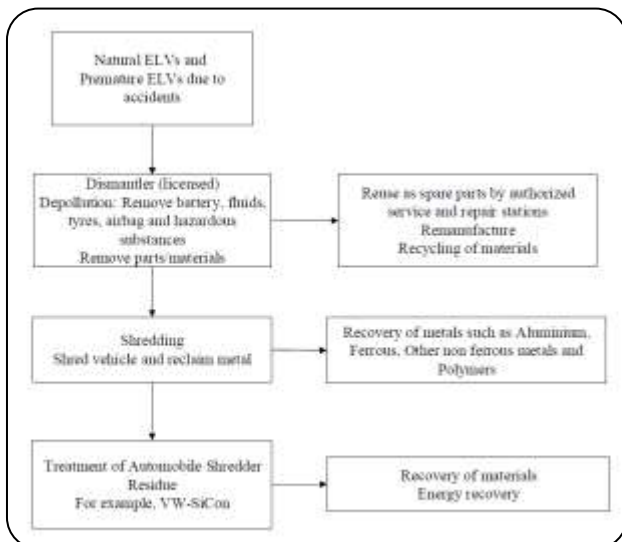 Natural ELVs and
Premature ELVs due to
accidents
Dismantler (licensed)
Depollution: Remove battery, fluids,
tyres, airbag and hazardous
substances
Remove parts/materials
Reuse as spare parts by authorized
service and repair stations
Remanufacture
Recycling of materials
Shredding
Shred vehicle and reclaim metal
Recovery of metals such as Aluminium,
Ferrous, Other non ferrous metals and
Polymers
Treatment of Automobile Shredder
Residue
For example, VW-SiCon
Recovery of materials
Energy recovery